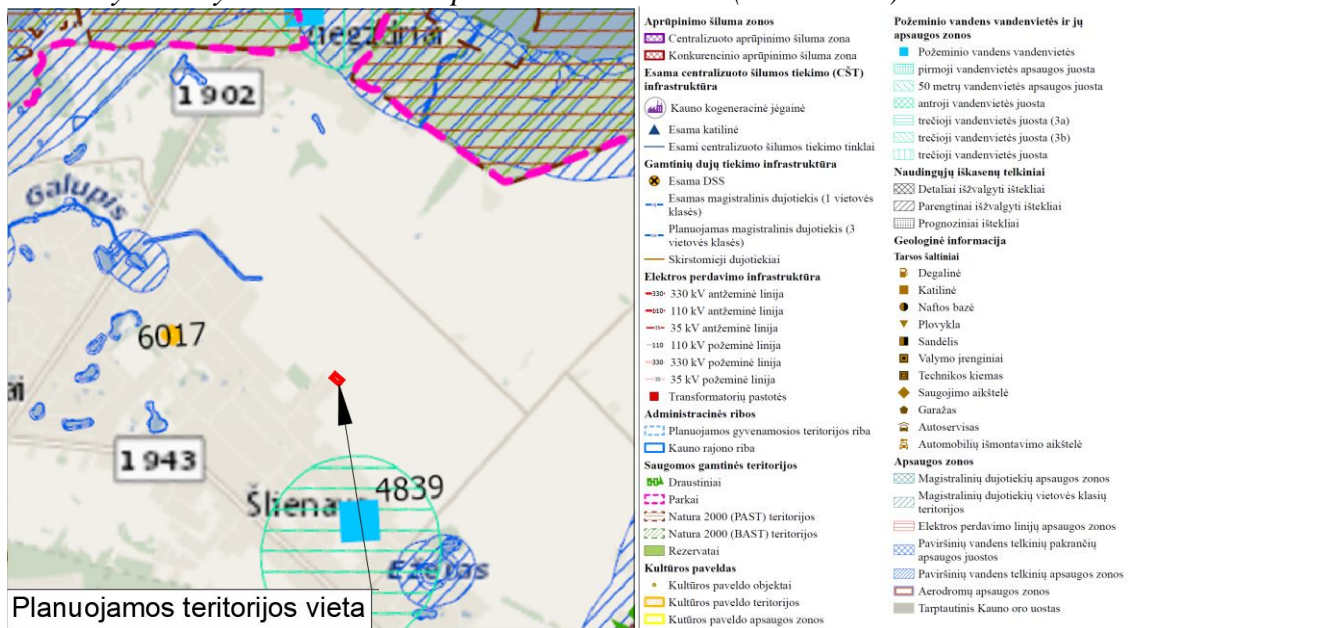 1902
Galupis
6017
1943
4839
Ežeras
Planuojamos teritorijos vieta
Aprūpinimo šiluma zonos
Centralizuoto aprūpinimo šiluma zona
Konkurencinio aprūpinimo šiluma zona
Esama centralizuoto šilumos tiekimo (CŠT)
infrastruktūra
Kauno kogeneracinė jėgainė
Esama katilinė
Esami centralizuoto šilumos tiekimo tinklai
Gamtinių dujų tiekimo infrastruktūra
Esama DSS
Esamas magistralinis dujotiekis (1 vietovės
klasės)
Planuojamas magistralinis dujotiekis (3
vietovės klasės)
Skirstomieji dujotiekiai
Elektros perdavimo infrastruktūra
330 kV antžeminė linija
110 kV antžeminė linija
35 kV antžeminė linija
110 kV požeminė linija
330 kV požeminė linija
35 kV požeminė linija
Transformatorių pastotės
Administracinės ribos
Planuojamos gyvenamosios teritorijos riba
Kauno rajono riba
Saugomos gamtinės teritorijos
Draustiniai
Parkai
Natura 2000 (PAST) teritorijos
Natura 2000 (BAST) teritorijos
Rezervatai
Kultūros paveldas
Kultūros paveldo objektai
Kultūros paveldo teritorijos
Kutūros paveldo apsaugos zonos
Požeminio vandens vandenvietės ir jų
apsaugos zonos
Požeminio vandens vandenvietės
pirmoji vandenvietės apsaugos juosta
50 metrų vandenvietės apsaugos juosta
antroji vandenvietės juosta
trečioji vandenvietės juosta (3a)
trečioji vandenvietės juosta (3b)
trečioji vandenvietės juosta
Naudingųjų iškasenų telkiniai
Detaliai išžvalgyti ištekliai
Parengtinai išžvalgyti ištekliai
Prognoziniai ištekliai
Geologinė informacija
Taršos šaltiniai
Degalinė
Katilinė
Naftos bazė
Plovykla
Sandėlis
Valymo įrenginiai
Technikos kiemas
Saugojimo aikštelė
Garažas
Autoservisas
Automobilių išmontavimo aikštelė
Apsaugos zonos
Magistralinių dujotiekių apsaugos zonos
Magistralinių dujotiekių vietovės klasių
teritorijos
Elektros perdavimo linijų apsaugos zonos
Paviršinių vandens telkinių pakrančių
apsaugos juostos
Paviršinių vandens telkinių apsaugos zonos
Aerodromų apsaugos zonos
Tarptautinis Kauno oro uostas